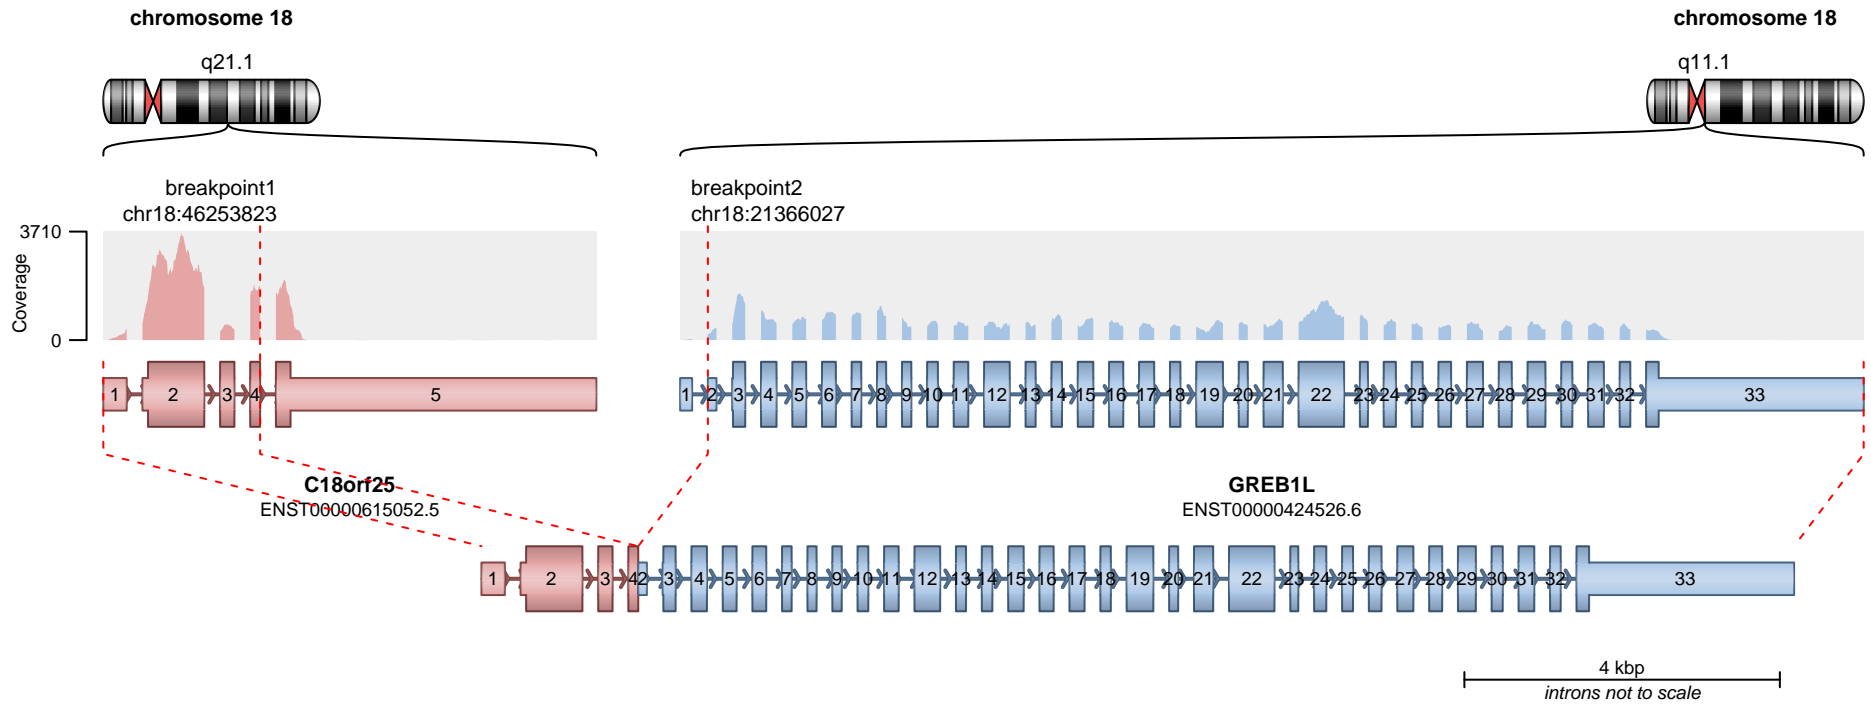 chromosome 18
chromosome 18
q21.1
q11.1
breakpoint1
chr18:46253823
breakpoint2
chr18:21366027
Coverage
3710
0
1 2 3 4 5
1 2 3 4 5 6 7 8 9 10 11 12 13 14 15 16 17 18 19 20 21 22 23 24 25 26 27 28 29 30 31 32 33
C18orf25
ENST00000615052.5
GREB1L
ENST00000424526.6
1 2 3 4 2 3 4 5 6 7 8 9 10 11 12 13 14 15 16 17 18 19 20 21 22 23 24 25 26 27 28 29 30 31 32 33
4 kbp
introns not to scale